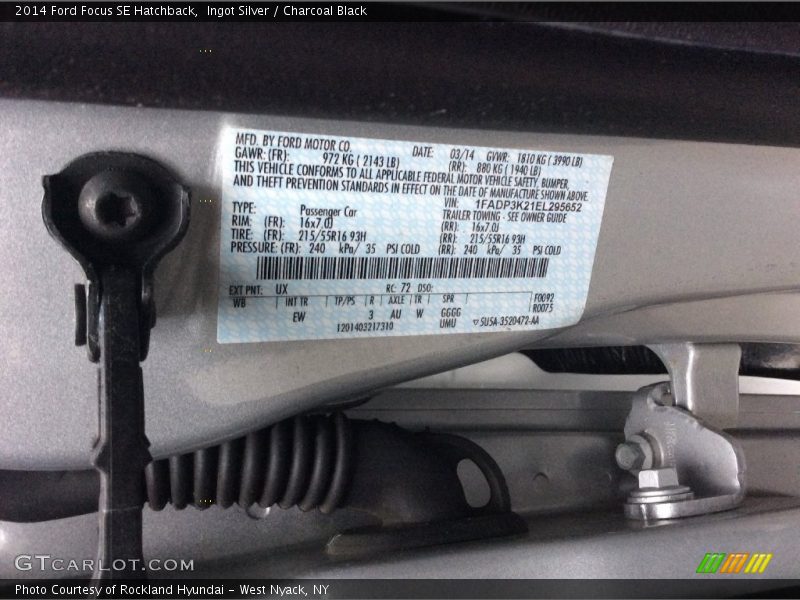 2014 Ford Focus SE Hatchback, Ingot Silver / Charcoal Black
MFD. BY FORD MOTOR CO. DATE: 03/14 GVWR: 1810 KG ( 3990 LB)
GAWR: (FR): 972 KG ( 2143 LB) (RR): 880 KG ( 1940 LB)
THIS VEHICLE CONFORMS TO ALL APPLICABLE FEDERAL MOTOR VEHICLE SAFETY, BUMPER,
AND THEFT PREVENTION STANDARDS IN EFFECT ON THE DATE OF MANUFACTURE SHOWN ABOVE.
VIN: 1FADP3K21EL295652
TYPE: Passenger Car TRAILER TOWING - SEE OWNER GUIDE
RIM: (FR): 16x7.0J (RR): 16x7.0J
TIRE: (FR): 215/55R16 93H (RR): 215/55R16 93H
PRESSURE: (FR): 240 kPa/ 35 PSI COLD (RR): 240 kPa/ 35 PSI COLD
EXT PNT: UX RC: 72 DSO:
WB INT TR TP/PS R AXLE TR SPR F0092
R0075
EW 3 AU W GGGG
UMU
1201403217310 5U5A-3520472-AA
GTCARLOT.COM
Photo Courtesy of Rockland Hyundai - West Nyack, NY